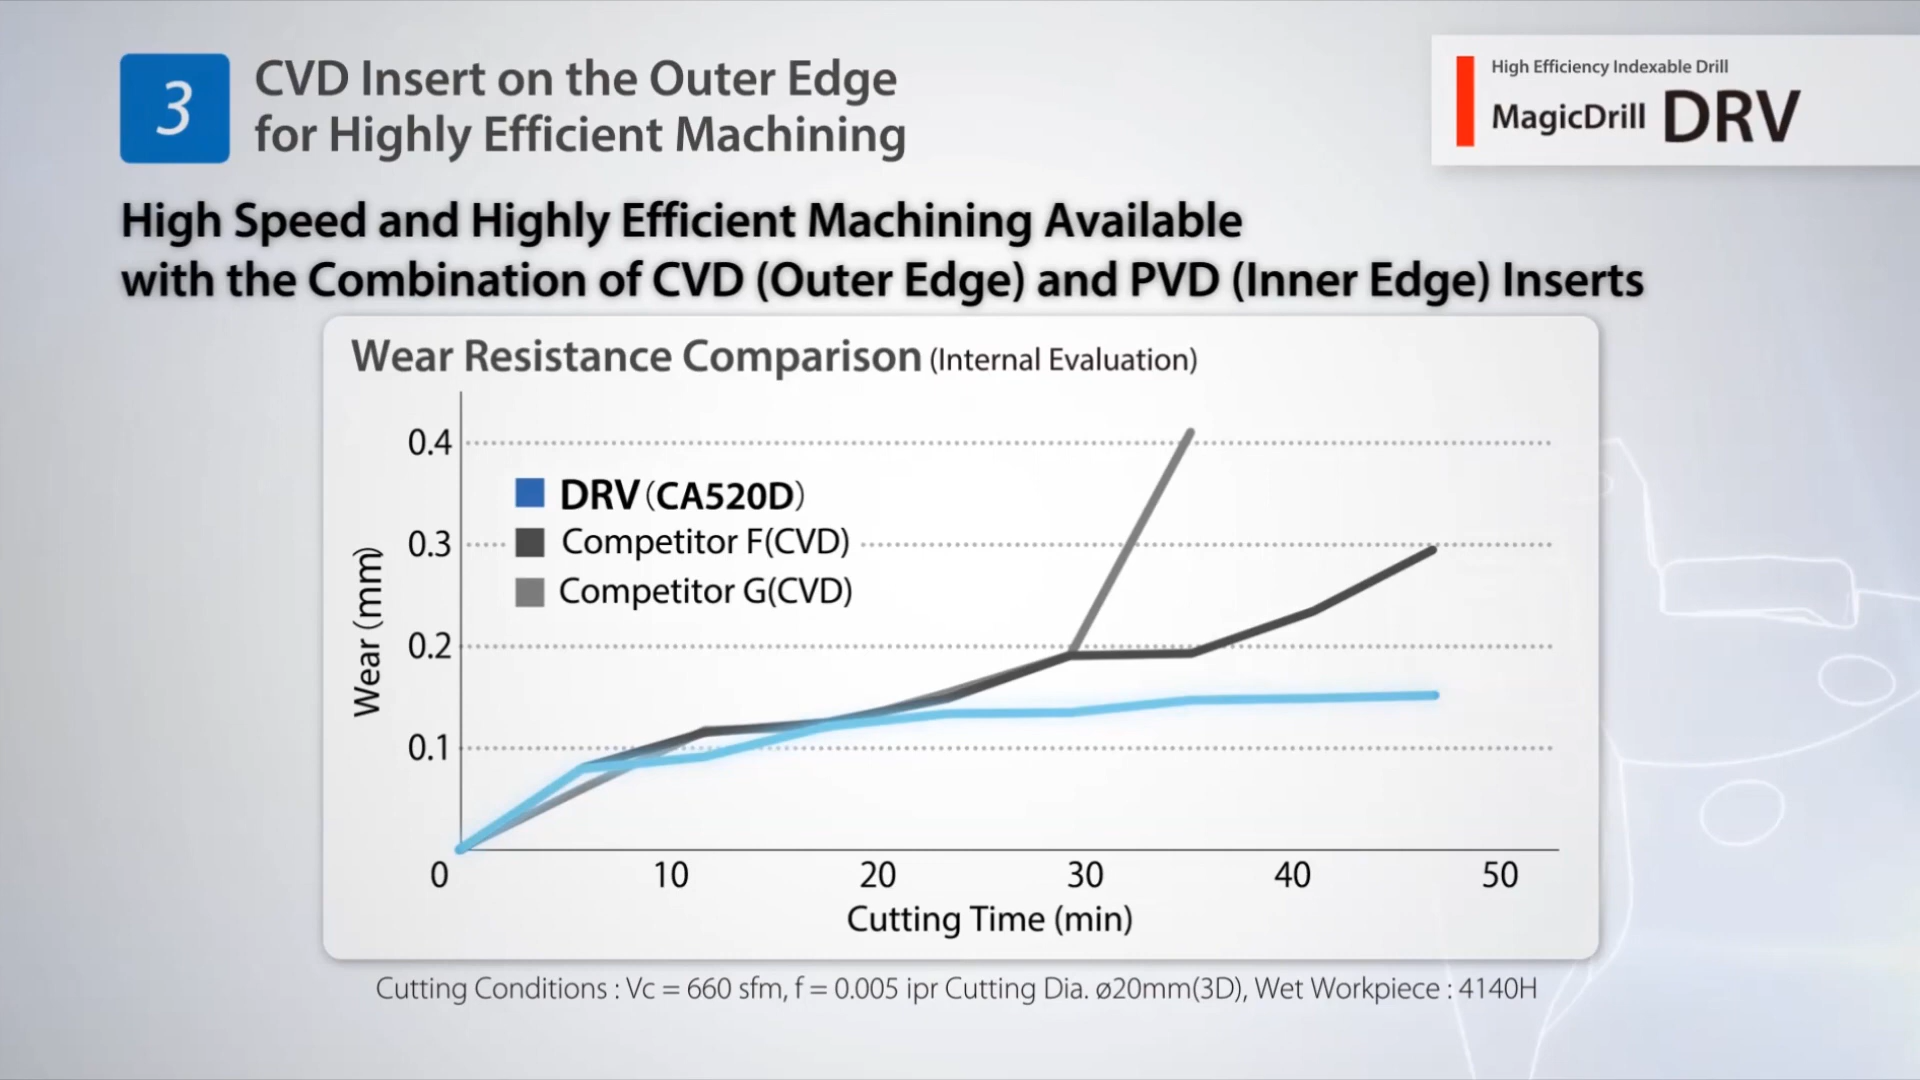 3
CVD Insert on the Outer Edge
for Highly Efficient Machining
High Efficiency Indexable Drill
MagicDrill DRV
High Speed and Highly Efficient Machining Available
with the Combination of CVD (Outer Edge) and PVD (Inner Edge) Inserts
Wear Resistance Comparison (Internal Evaluation)
0.4
0.3
0.2
0.1
Wear (mm)
DRV (CA520D)
Competitor F(CVD)
Competitor G(CVD)
0 10 20 30 40 50
Cutting Time (min)
Cutting Conditions : Vc = 660 sfm, f = 0.005 ipr Cutting Dia. ø20mm(3D), Wet Workpiece : 4140H